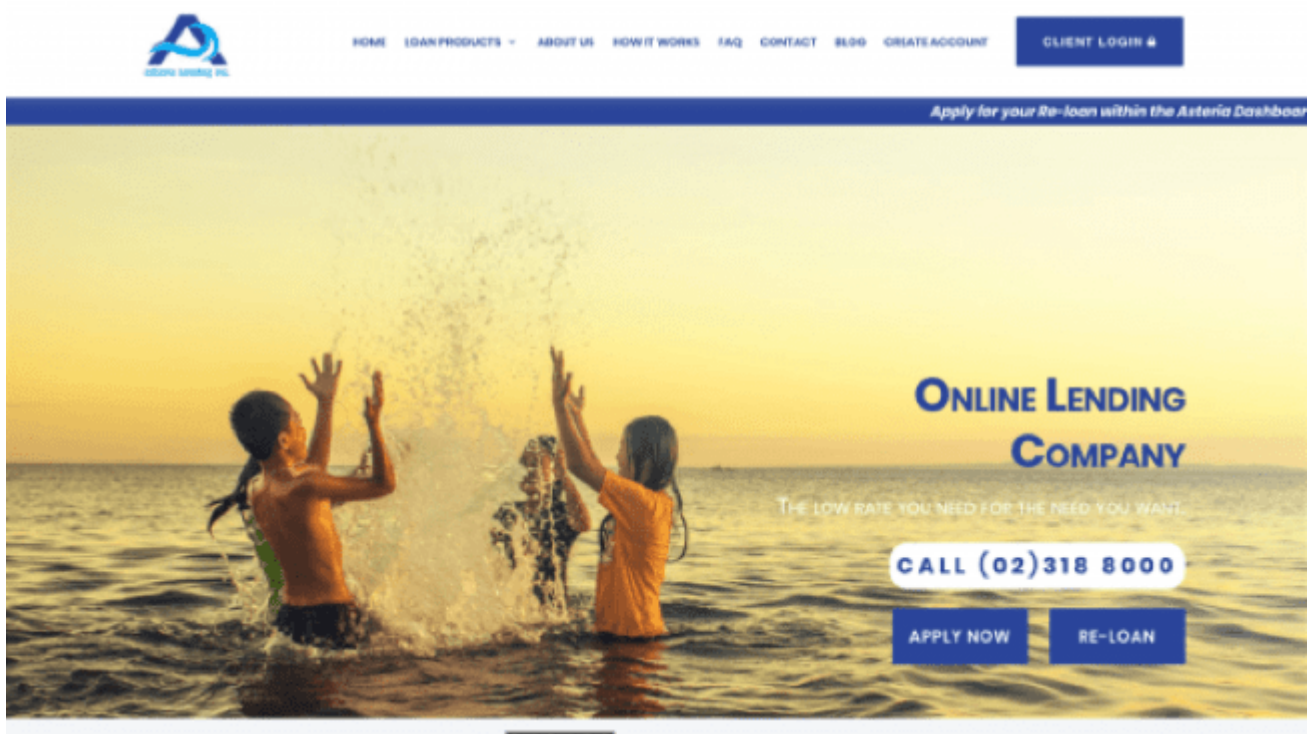 HOME LOAN PRODUCTS ABOUT US HOW IT WORKS FAQ CONTACT BLOG CREATE ACCOUNT CLIENT LOGIN
Apply for your Re-loan within the Asteria Dashboar
ONLINE LENDING
COMPANY
THE LOW RATE YOU NEED FOR THE NEED YOU WANT.
CALL (02)318 8000
APPLY NOW RE-LOAN